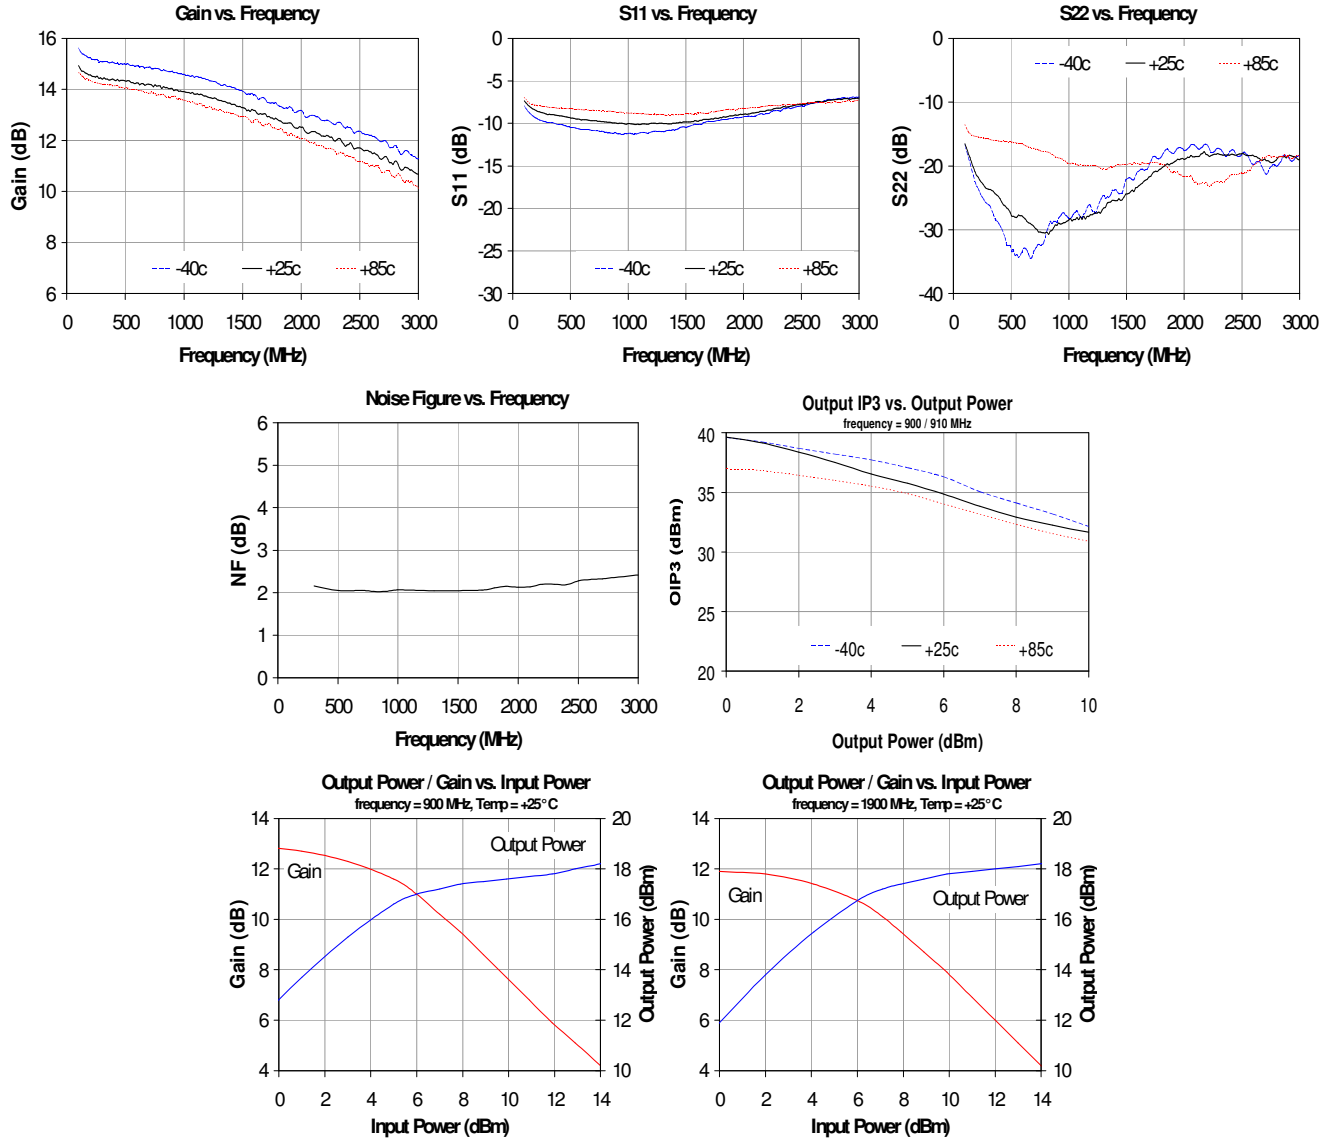 Gain vs. Frequency
16
14
12
10
8
6
Gain (dB)
-40c +25c +85c
0 500 1000 1500 2000 2500 3000
Frequency (MHz)
S11 vs. Frequency
0
-5
-10
-15
-20
-25
-30
S11 (dB)
-40c +25c +85c
0 500 1000 1500 2000 2500 3000
Frequency (MHz)
S22 vs. Frequency
0
-10
-20
-30
-40
S22 (dB)
-40c +25c +85c
0 500 1000 1500 2000 2500 3000
Frequency (MHz)
Noise Figure vs. Frequency
6
5
4
3
2
1
0
NF (dB)
0 500 1000 1500 2000 2500 3000
Frequency (MHz)
Output IP3 vs. Output Power
frequency = 900 / 910 MHz
40
35
30
25
20
OIP3 (dBm)
-40c +25c +85c
0 2 4 6 8 10
Output Power (dBm)
Output Power / Gain vs. Input Power
frequency = 900 MHz, Temp = +25° C
14
12
10
8
6
4
Gain (dB)
Gain
Output Power
20
18
16
14
12
10
Output Power (dBm)
0 2 4 6 8 10 12 14
Input Power (dBm)
Output Power / Gain vs. Input Power
frequency = 1900 MHz, Temp = +25° C
14
12
10
8
6
4
Gain (dB)
Gain
Output Power
20
18
16
14
12
10
Output Power (dBm)
0 2 4 6 8 10 12 14
Input Power (dBm)